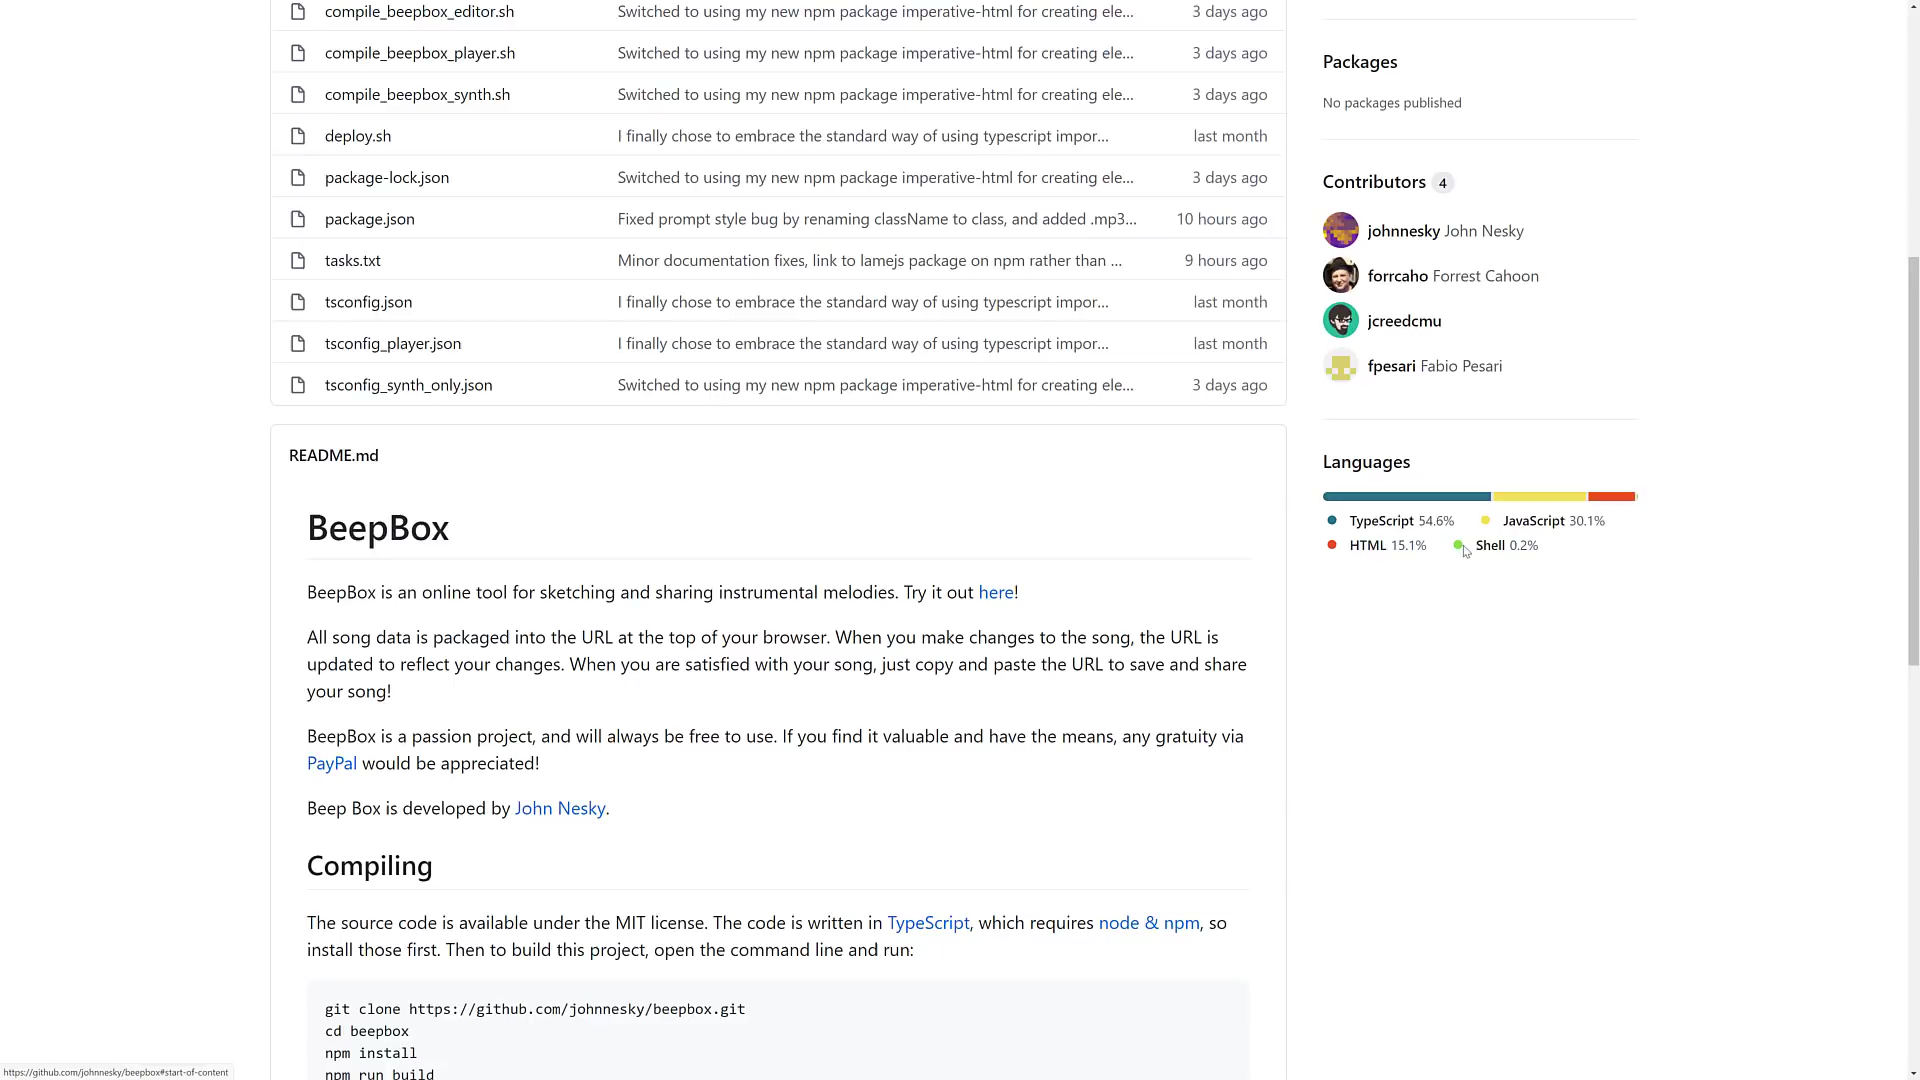 compile_beepbox_editor.sh Switched to using my new npm package imperative-html for creating ele... 3 days ago
compile_beepbox_player.sh Switched to using my new npm package imperative-html for creating ele... 3 days ago
compile_beepbox_synth.sh Switched to using my new npm package imperative-html for creating ele... 3 days ago
deploy.sh I finally chose to embrace the standard way of using typescript impor... last month
package-lock.json Switched to using my new npm package imperative-html for creating ele... 3 days ago
package.json Fixed prompt style bug by renaming className to class, and added .mp3... 10 hours ago
tasks.txt Minor documentation fixes, link to lamejs package on npm rather than ... 9 hours ago
tsconfig.json I finally chose to embrace the standard way of using typescript impor... last month
tsconfig_player.json I finally chose to embrace the standard way of using typescript impor... last month
tsconfig_synth_only.json Switched to using my new npm package imperative-html for creating ele... 3 days ago
README.md
BeepBox
BeepBox is an online tool for sketching and sharing instrumental melodies. Try it out here!
All song data is packaged into the URL at the top of your browser. When you make changes to the song, the URL is
updated to reflect your changes. When you are satisfied with your song, just copy and paste the URL to save and share
your song!
BeepBox is a passion project, and will always be free to use. If you find it valuable and have the means, any gratuity via
PayPal would be appreciated!
Beep Box is developed by John Nesky.
Compiling
The source code is available under the MIT license. The code is written in TypeScript, which requires node & npm, so
install those first. Then to build this project, open the command line and run:
git clone https://github.com/johnnesky/beepbox.git
cd beepbox
npm install
npm run build
Packages
No packages published
Contributors 4
johnnesky John Nesky
forrcaho Forrest Cahoon
jcreedcmu
fpesari Fabio Pesari
Languages
TypeScript 54.6% JavaScript 30.1%
HTML 15.1% Shell 0.2%
https://github.com/johnnesky/beepbox#start-of-content